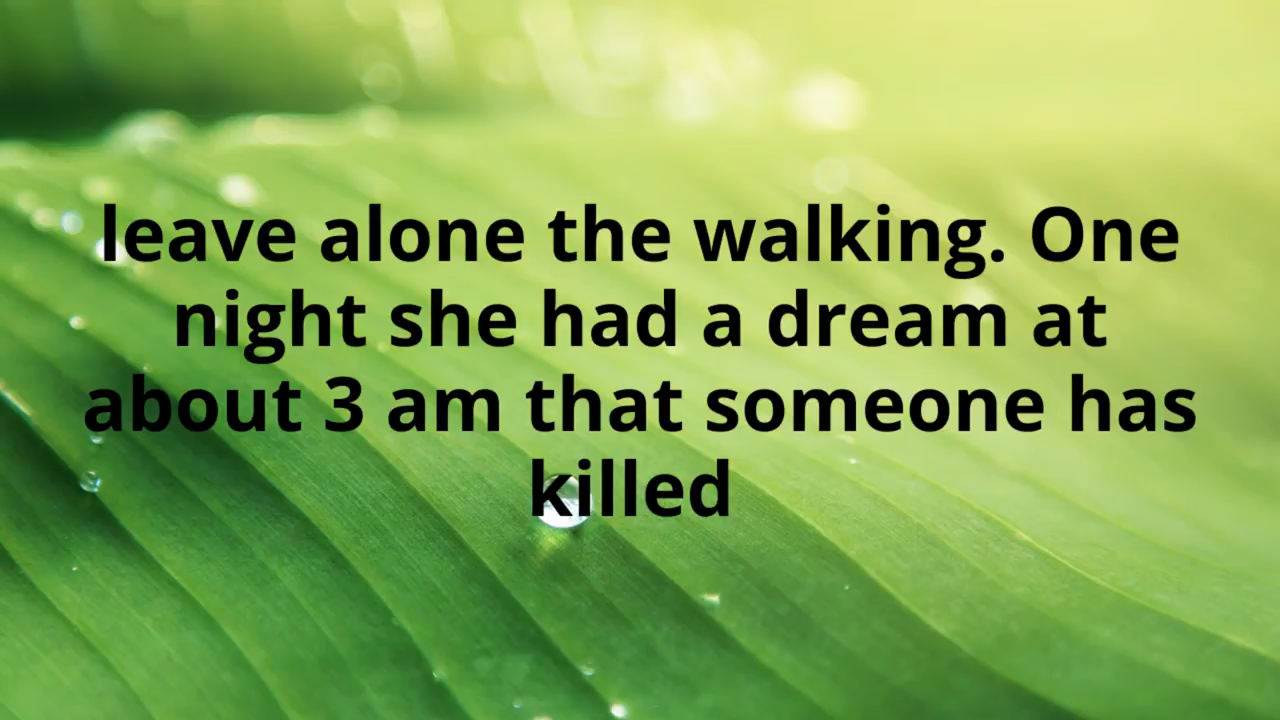 leave alone the walking. One
night she had a dream at
about 3 am that someone has
killed